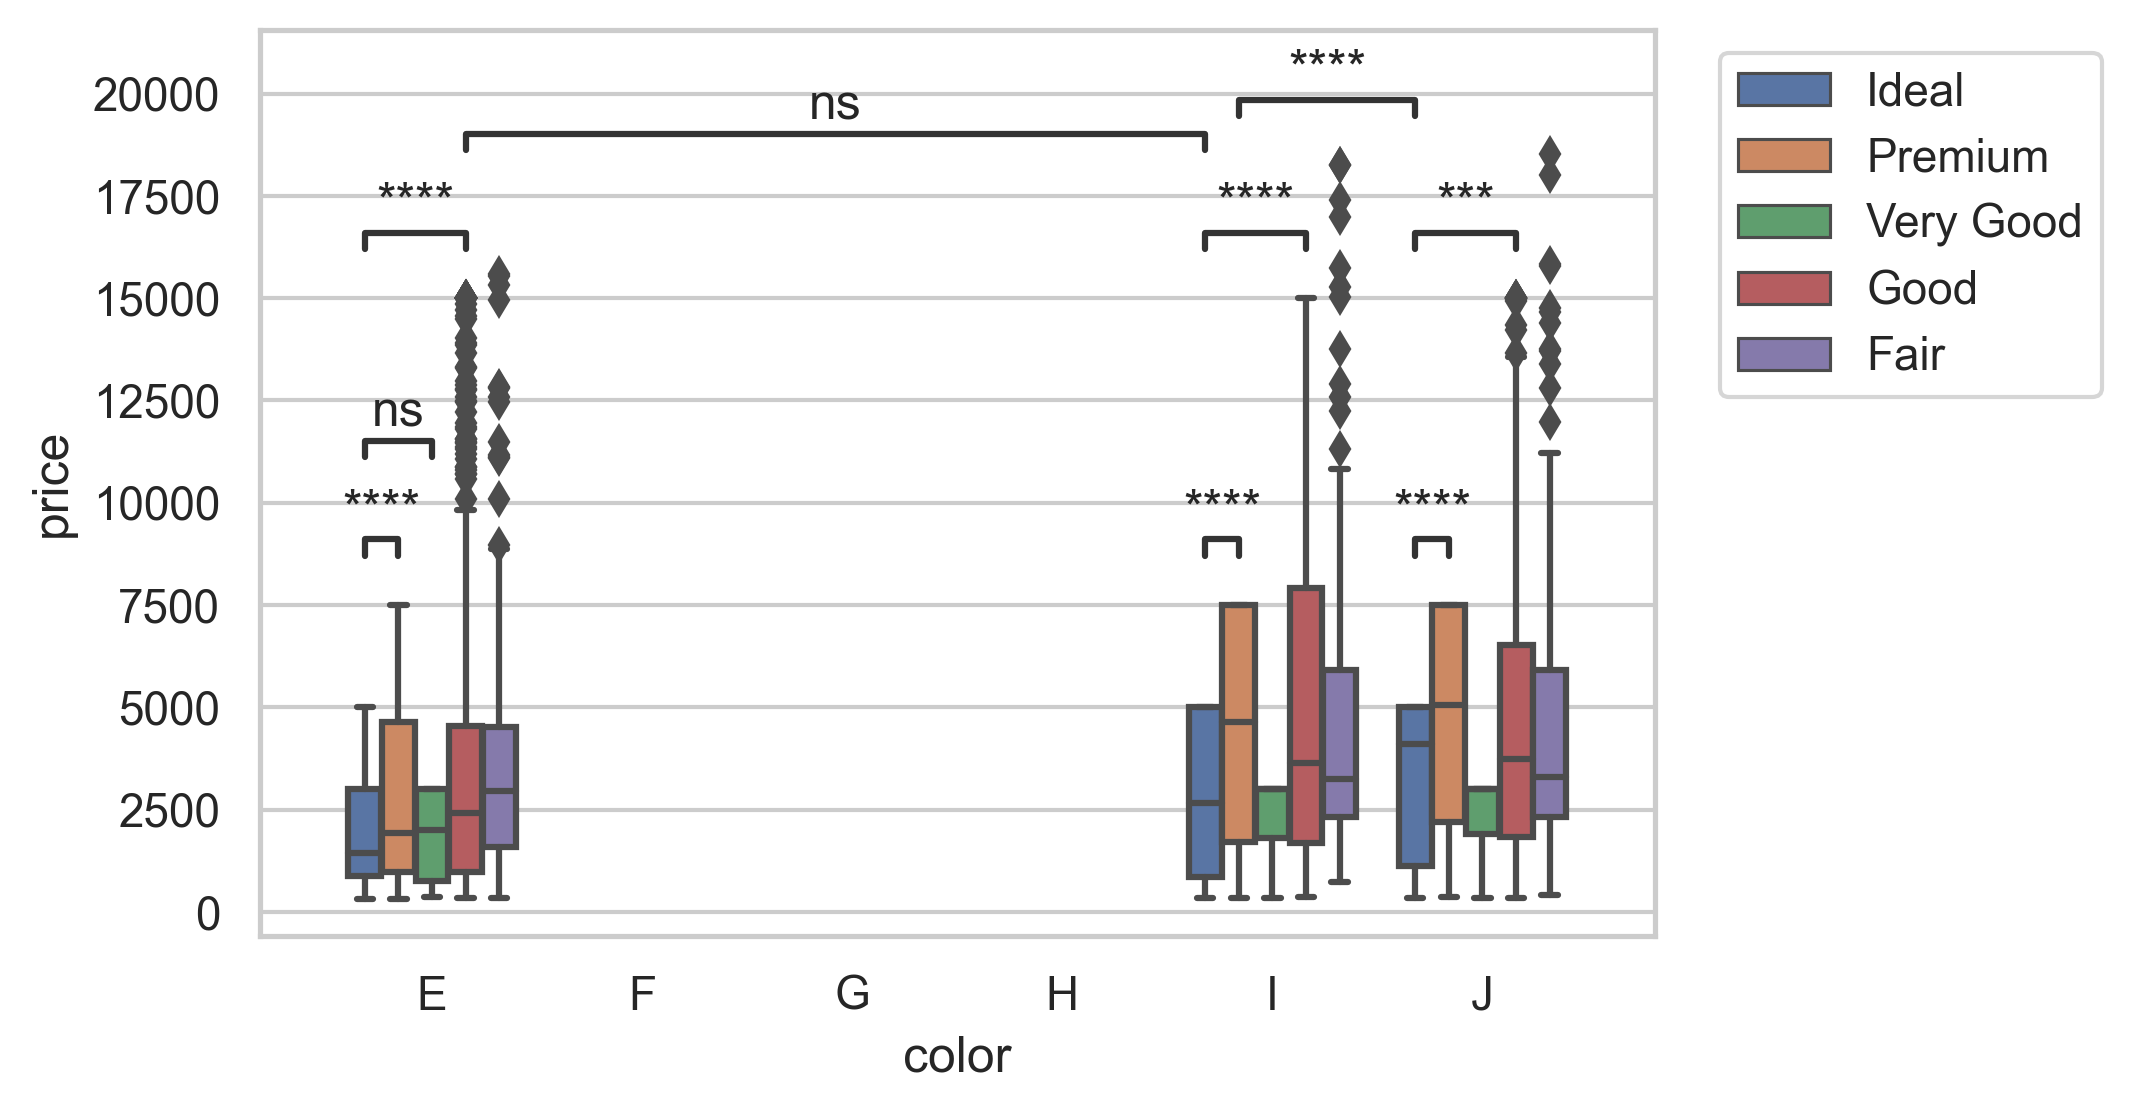 ****
20000
ns
17500
****
****
***
15000
12500
ns
10000
****
****
****
7500
5000
2500
0
price
E F G H I J
color
Ideal
Premium
Very Good
Good
Fair